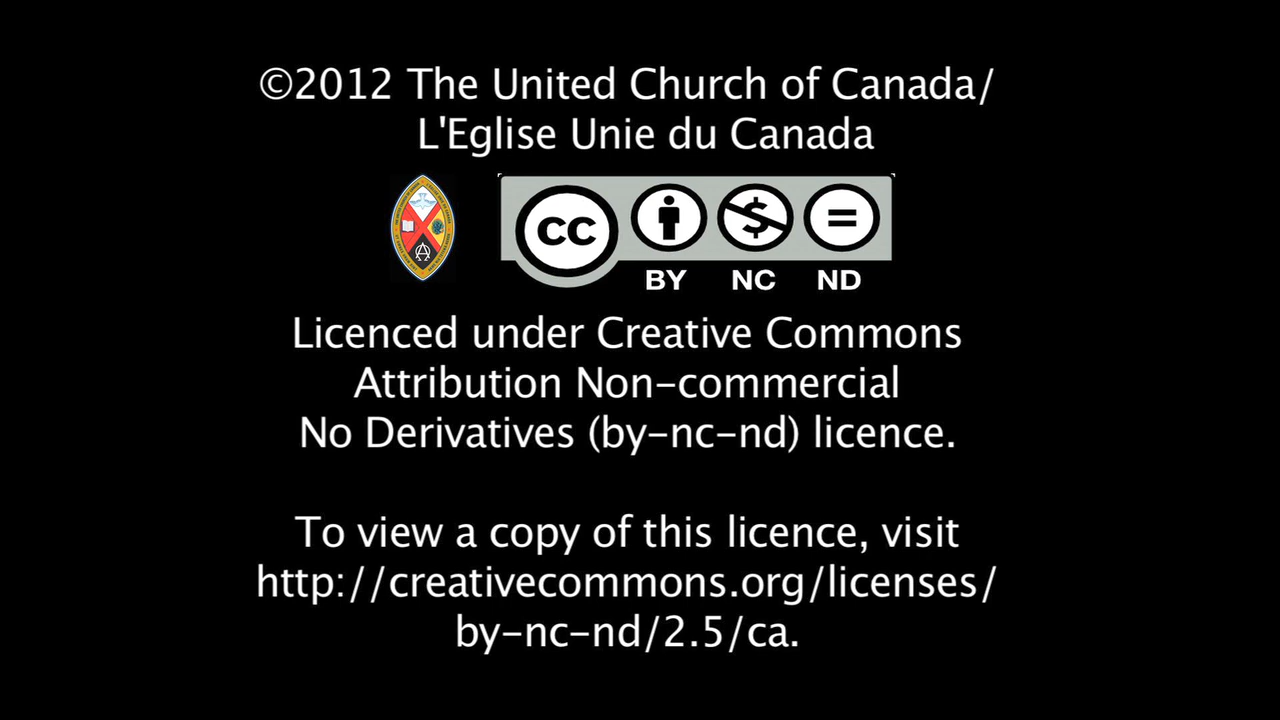 ©2012 The United Church of Canada/
L'Eglise Unie du Canada
cc
BY NC ND
Licenced under Creative Commons
Attribution Non-commercial
No Derivatives (by-nc-nd) licence.
To view a copy of this licence, visit
http://creativecommons.org/licenses/
by-nc-nd/2.5/ca.